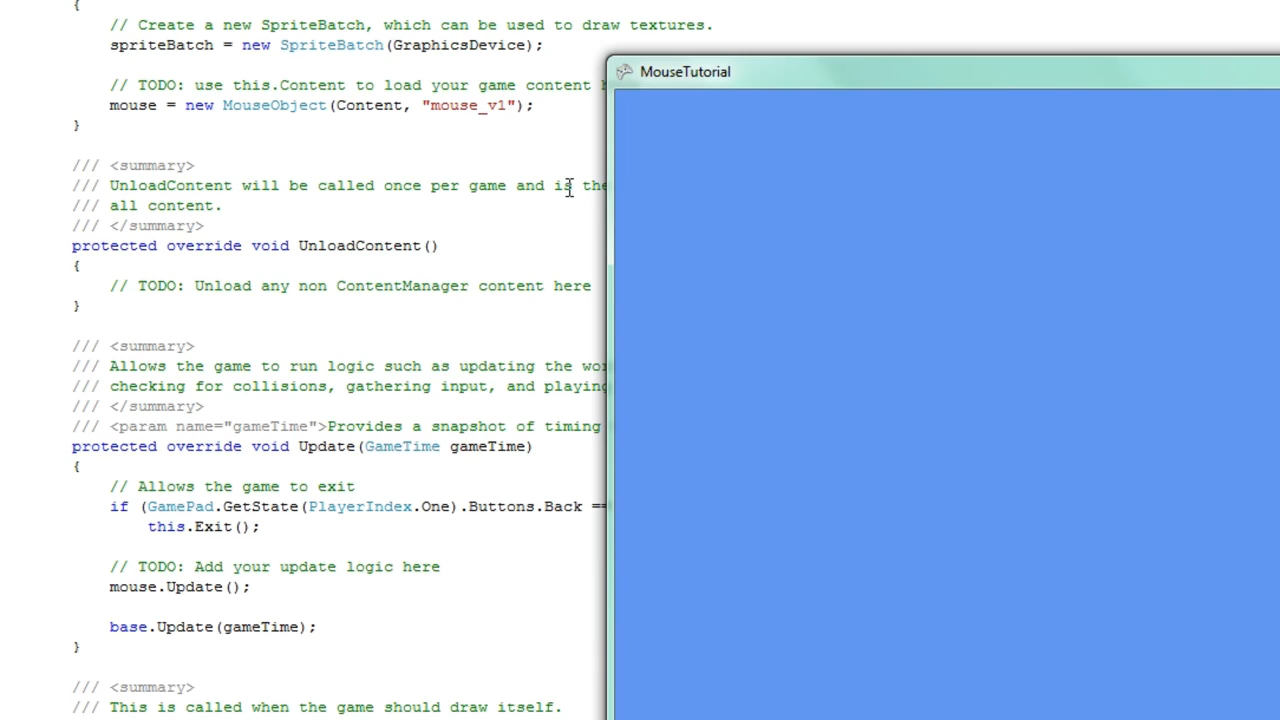 {
// Create a new SpriteBatch, which can be used to draw textures.
spriteBatch = new SpriteBatch(GraphicsDevice);
// TODO: use this.Content to load your game content
mouse = new MouseObject(Content, "mouse_v1");
}
/// <summary>
/// UnloadContent will be called once per game and is the
/// all content.
/// </summary>
protected override void UnloadContent()
{
// TODO: Unload any non ContentManager content here
}
/// <summary>
/// Allows the game to run logic such as updating the
/// checking for collisions, gathering input, and playing
/// </summary>
/// <param name="gameTime">Provides a snapshot of timing
protected override void Update(GameTime gameTime)
{
// Allows the game to exit
if (GamePad.GetState(PlayerIndex.One).Buttons.Back ==
this.Exit();
// TODO: Add your update logic here
mouse.Update();
base.Update(gameTime);
}
/// <summary>
/// This is called when the game should draw itself.
MouseTutorial